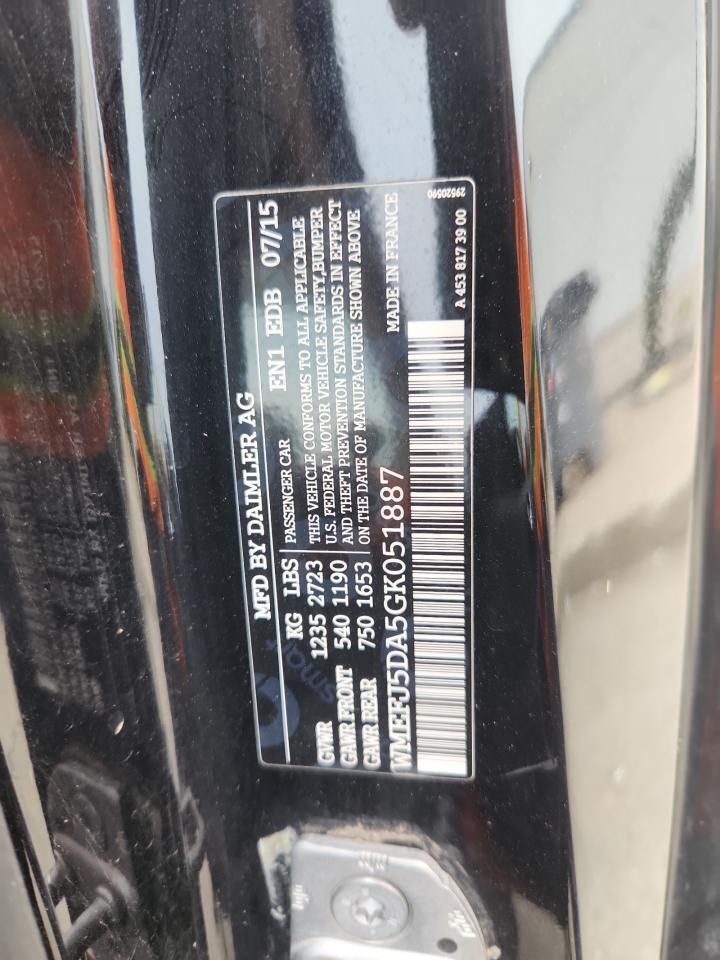 MFD BY DAIMLER AG
EN1 EDB 07/15
KG LBS
GVWR 1235 2723
GAWR FRONT 540 1190
GAWR REAR 750 1653
PASSENGER CAR
THIS VEHICLE CONFORMS TO ALL APPLICABLE
U.S. FEDERAL MOTOR VEHICLE SAFETY,BUMPER
AND THEFT PREVENTION STANDARDS IN EFFECT
ON THE DATE OF MANUFACTURE SHOWN ABOVE
MADE IN FRANCE
WMEFJ5DA5GK051887
A 453 817 39 00
29520590
smart